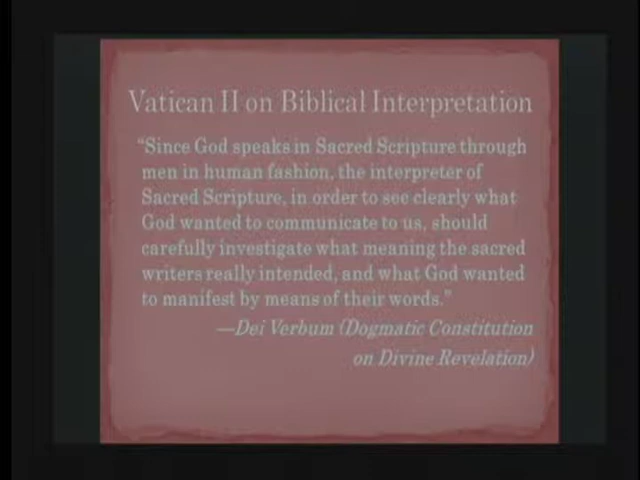 Vatican II on Biblical Interpretation
“Since God speaks in Sacred Scripture through
men in human fashion, the interpreter of
Sacred Scripture, in order to see clearly what
God wanted to communicate to us, should
carefully investigate what meaning the sacred
writers really intended, and what God wanted
to manifest by means of their words.”
—Dei Verbum (Dogmatic Constitution
on Divine Revelation)